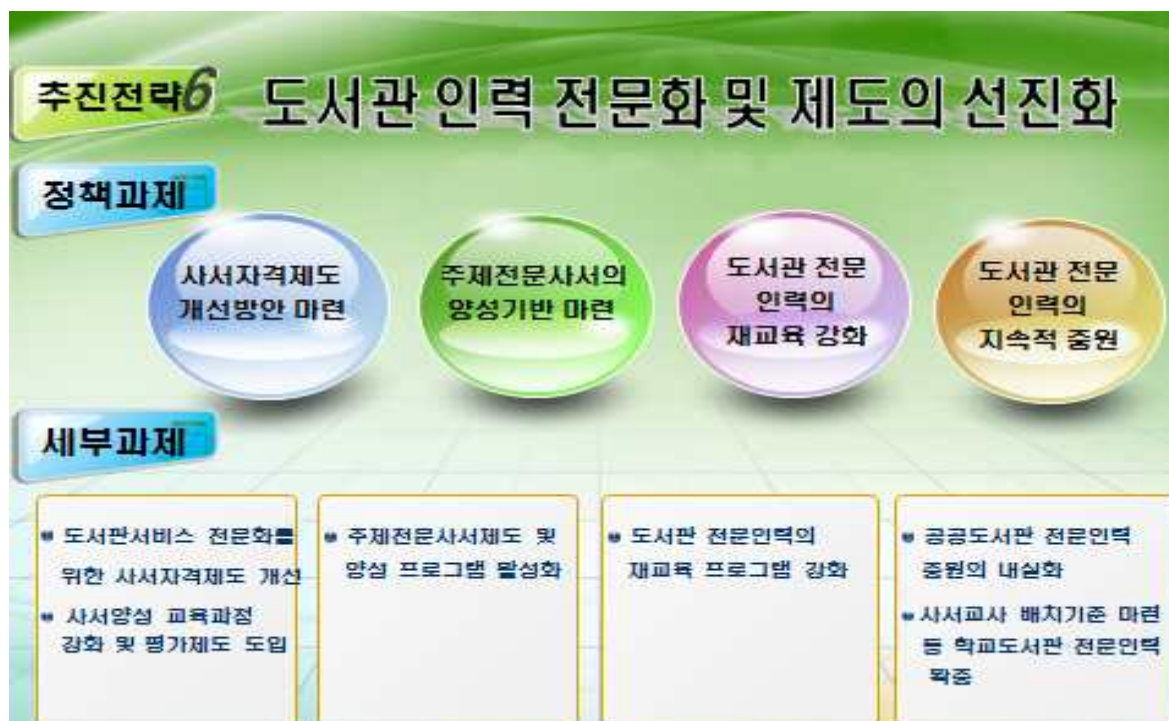 추진전략6
도서관 인력 전문화 및 제도의 선진화
정책과제
사서자격제도
개선방안 마련
주제전문사서의
양성기반 마련
도서관 전문
인력의
재교육 강화
도서관 전문
인력의
지속적 증원
세부과제
도서관서비스 전문화를
위한 사서자격제도 개선
사서양성 교육과정
강화 및 평가제도 도입
주제전문사서제도 및
양성 프로그램 활성화
도서관 전문인력의
재교육 프로그램 강화
공공도서관 전문인력
증원의 내실화
사서교사 배치기준 마련
등 학교도서관 전문인력
확충